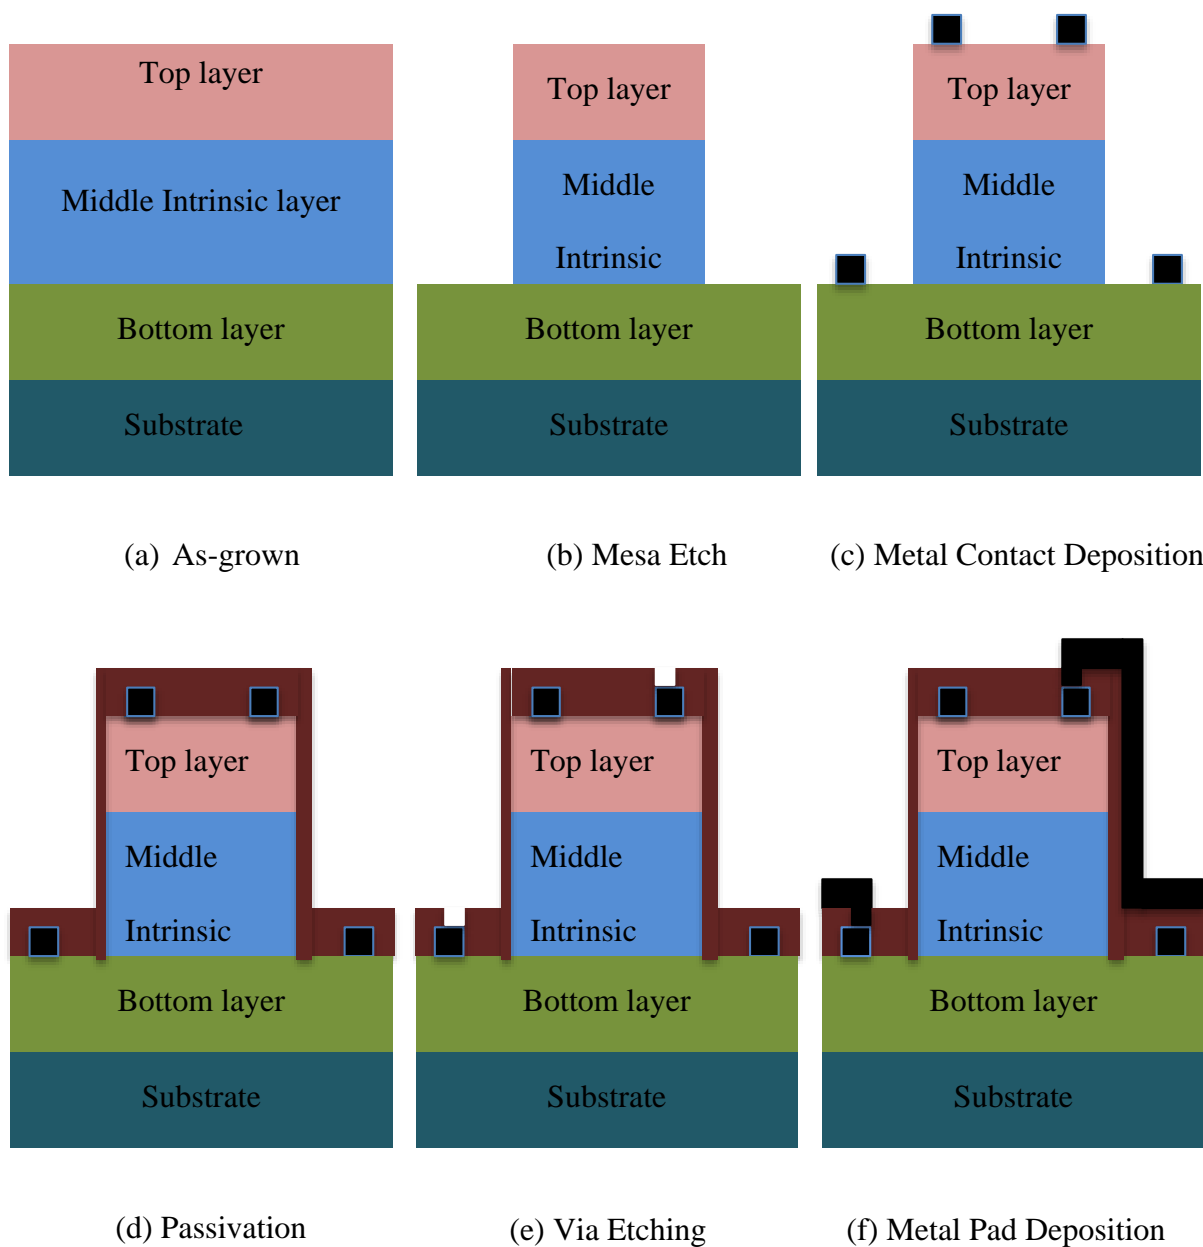 Top layer
Middle Intrinsic layer
Bottom layer
Substrate
(a) As-grown
Top layer
Middle
Intrinsic
Bottom layer
Substrate
(b) Mesa Etch
Top layer
Middle
Intrinsic
Bottom layer
Substrate
(c) Metal Contact Deposition
Top layer
Middle
Intrinsic
Bottom layer
Substrate
(d) Passivation
Top layer
Middle
Intrinsic
Bottom layer
Substrate
(e) Via Etching
Top layer
Middle
Intrinsic
Bottom layer
Substrate
(f) Metal Pad Deposition